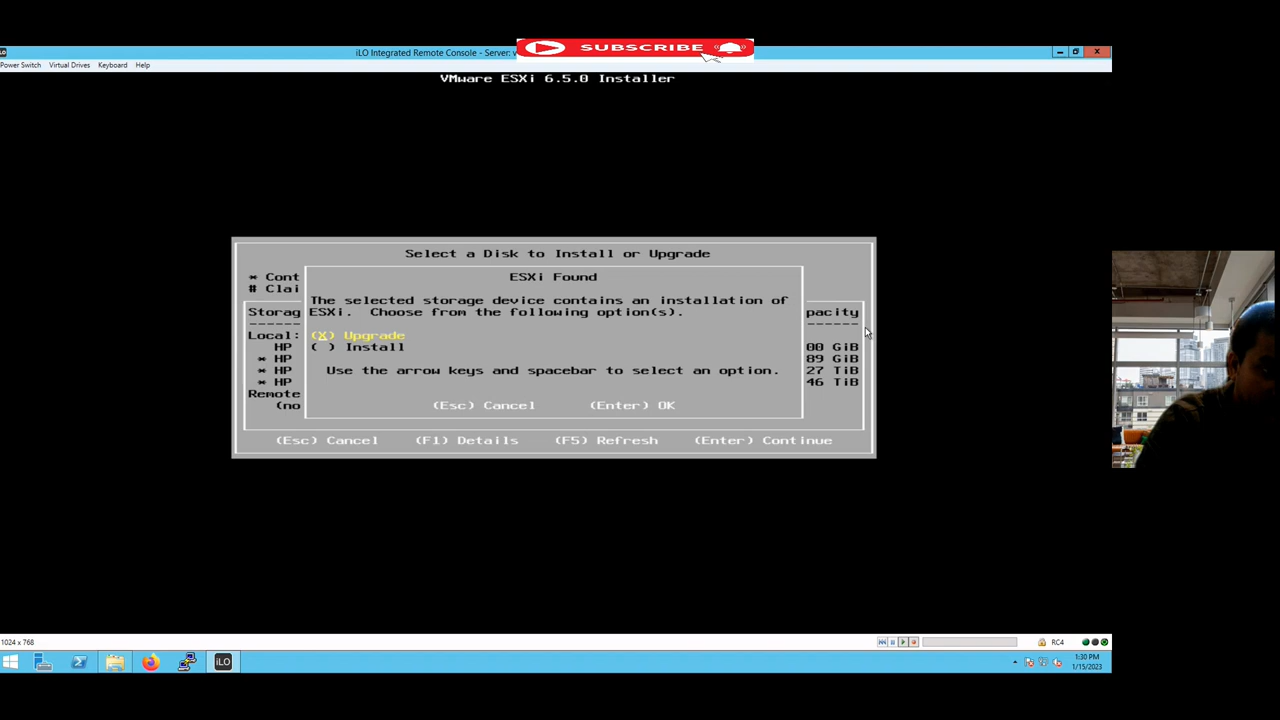 SUBSCRIBE
iLO Integrated Remote Console - Server: v
Power Switch Virtual Drives Keyboard Help
VMware ESXi 6.5.0 Installer
Select a Disk to Install or Upgrade
* Cont
# Clai
ESXi Found
The selected storage device contains an installation of
ESXi. Choose from the following option(s).
(X) Upgrade
( ) Install
Use the arrow keys and spacebar to select an option.
(Esc) Cancel (Enter) OK
Storag pacity
Local:
HP 00 GiB
* HP 89 GiB
* HP 27 TiB
* HP 46 TiB
Remote
(no
(Esc) Cancel (F1) Details (F5) Refresh (Enter) Continue
1024 x 768 RC4
iLO
1:30 PM
1/15/2023